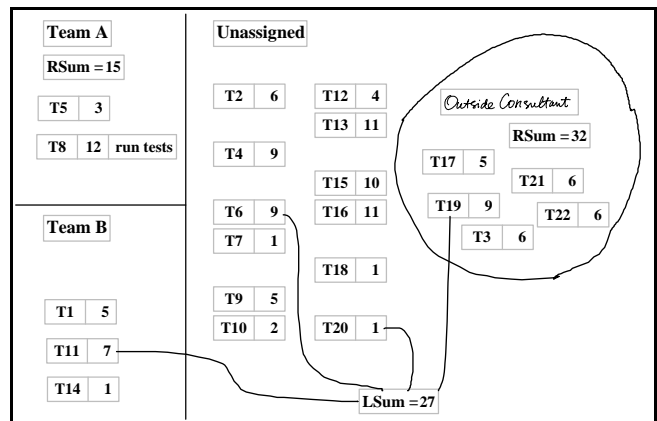 Team A
RSum = 15
T5 3
T8 12 run tests
Team B
T1 5
T11 7
T14 1
Unassigned
T2 6
T4 9
T6 9
T7 1
T9 5
T10 2
T12 4
T13 11
T15 10
T16 11
T18 1
T20 1
Outside Consultant
RSum = 32
T17 5
T21 6
T19 9
T22 6
T3 6
LSum = 27